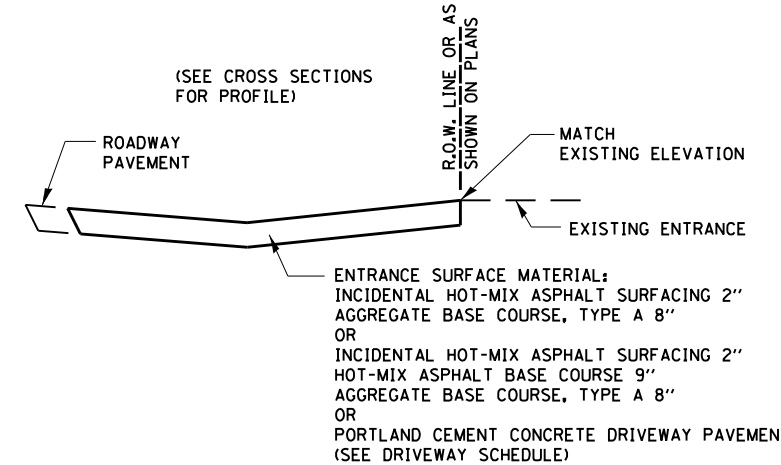 (SEE CROSS SECTIONS
FOR PROFILE)
R.O.W. LINE OR AS
SHOWN ON PLANS
ROADWAY
PAVEMENT
MATCH
EXISTING ELEVATION
EXISTING ENTRANCE
ENTRANCE SURFACE MATERIAL:
INCIDENTAL HOT-MIX ASPHALT SURFACING 2"
AGGREGATE BASE COURSE, TYPE A 8"
OR
INCIDENTAL HOT-MIX ASPHALT SURFACING 2"
HOT-MIX ASPHALT BASE COURSE 9"
AGGREGATE BASE COURSE, TYPE A 8"
OR
PORTLAND CEMENT CONCRETE DRIVEWAY PAVEMEN
(SEE DRIVEWAY SCHEDULE)